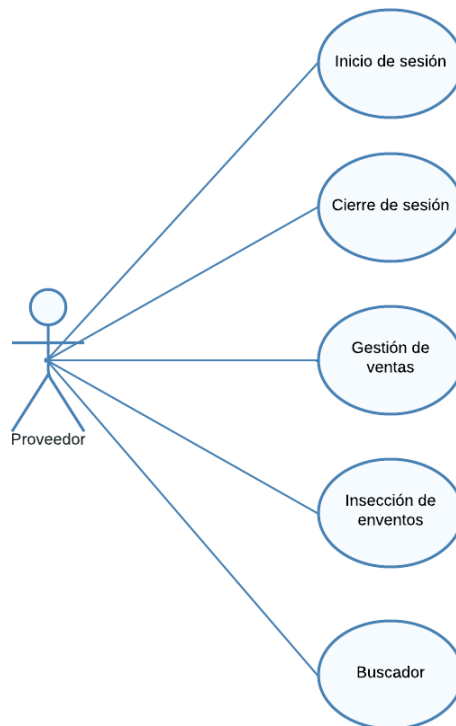 Inicio de sesión
Cierre de sesión
Gestión de
ventas
Proveedor
Insección de
enventos
Buscador